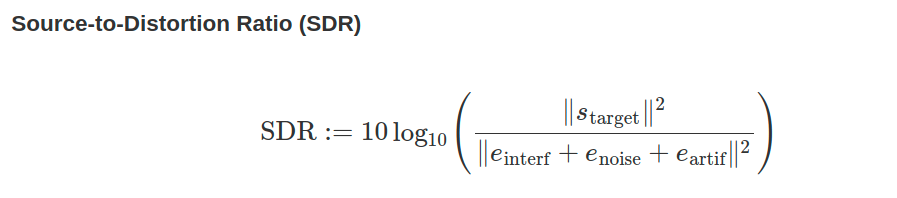 Source-to-Distortion Ratio (SDR)
SDR := 10 log₁₀ ( ‖s_target‖² / ‖e_interf + e_noise + e_artif‖² )